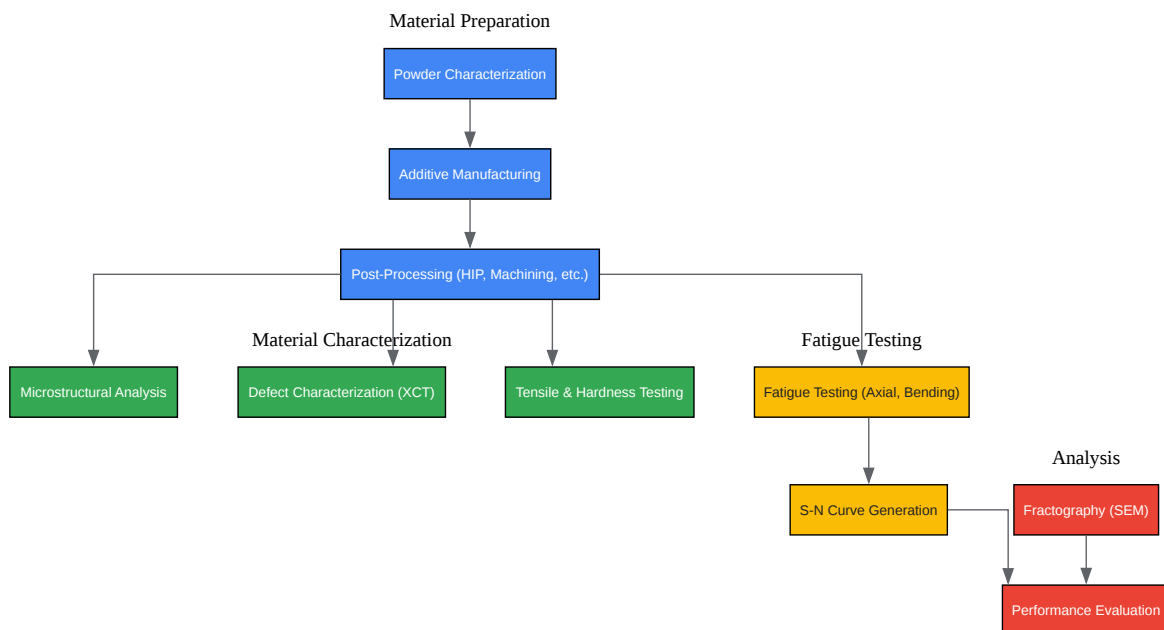 Material Preparation
Powder Characterization
Additive Manufacturing
Post-Processing (HIP, Machining, etc.)
Material Characterization
Fatigue Testing
Microstructural Analysis
Defect Characterization (XCT)
Tensile & Hardness Testing
Fatigue Testing (Axial, Bending)
Analysis
S-N Curve Generation
Fractography (SEM)
Performance Evaluation